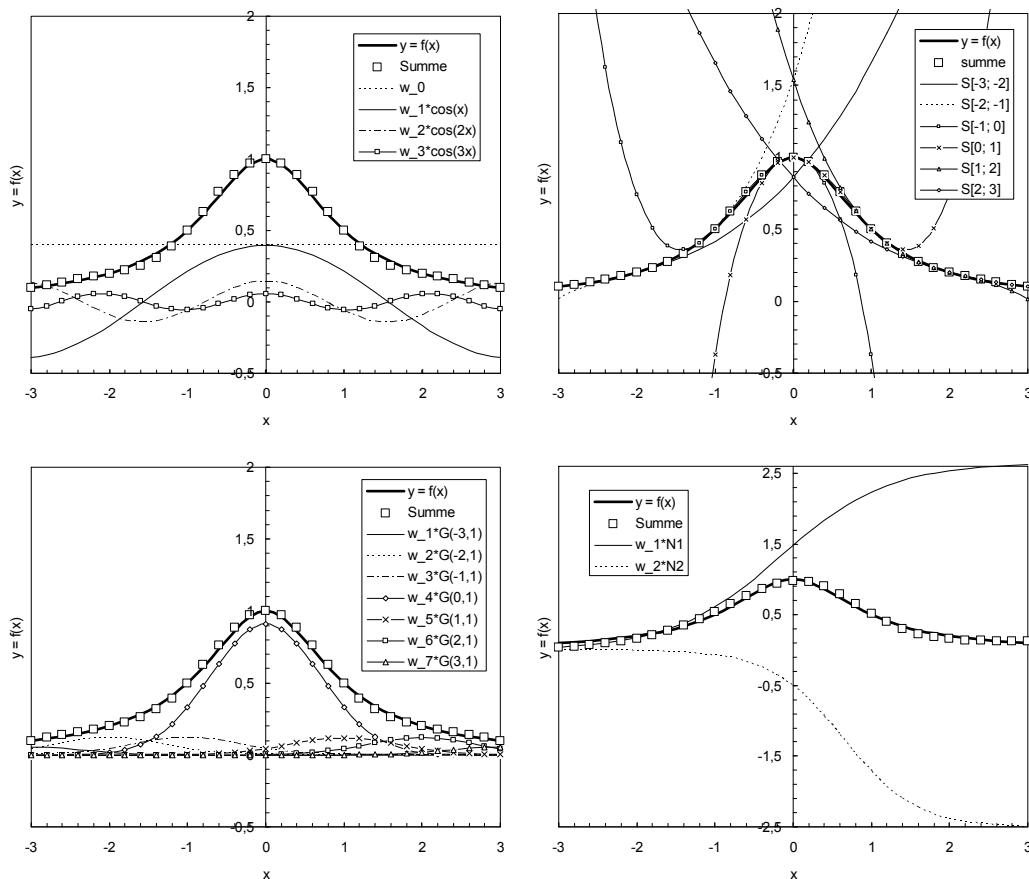 2
1,5
1
0,5
0
-0,5
-3 -2 -1 0 1 2 3
x
y = f(x)
y = f(x)
Summe
w_0
w_1*cos(x)
w_2*cos(2x)
w_3*cos(3x)
2
1,5
1
0,5
0
-0,5
-3 -2 -1 0 1 2 3
x
y = f(x)
y = f(x)
summe
S[-3; -2]
S[-2; -1]
S[-1; 0]
S[0; 1]
S[1; 2]
S[2; 3]
2
1,5
1
0,5
0
-0,5
-3 -2 -1 0 1 2 3
x
y = f(x)
y = f(x)
Summe
w_1*G(-3,1)
w_2*G(-2,1)
w_3*G(-1,1)
w_4*G(0,1)
w_5*G(1,1)
w_6*G(2,1)
w_7*G(3,1)
2,5
1,5
0,5
-0,5
-1,5
-2,5
-3 -2 -1 0 1 2 3
x
y = f(x)
y = f(x)
Summe
w_1*N1
w_2*N2